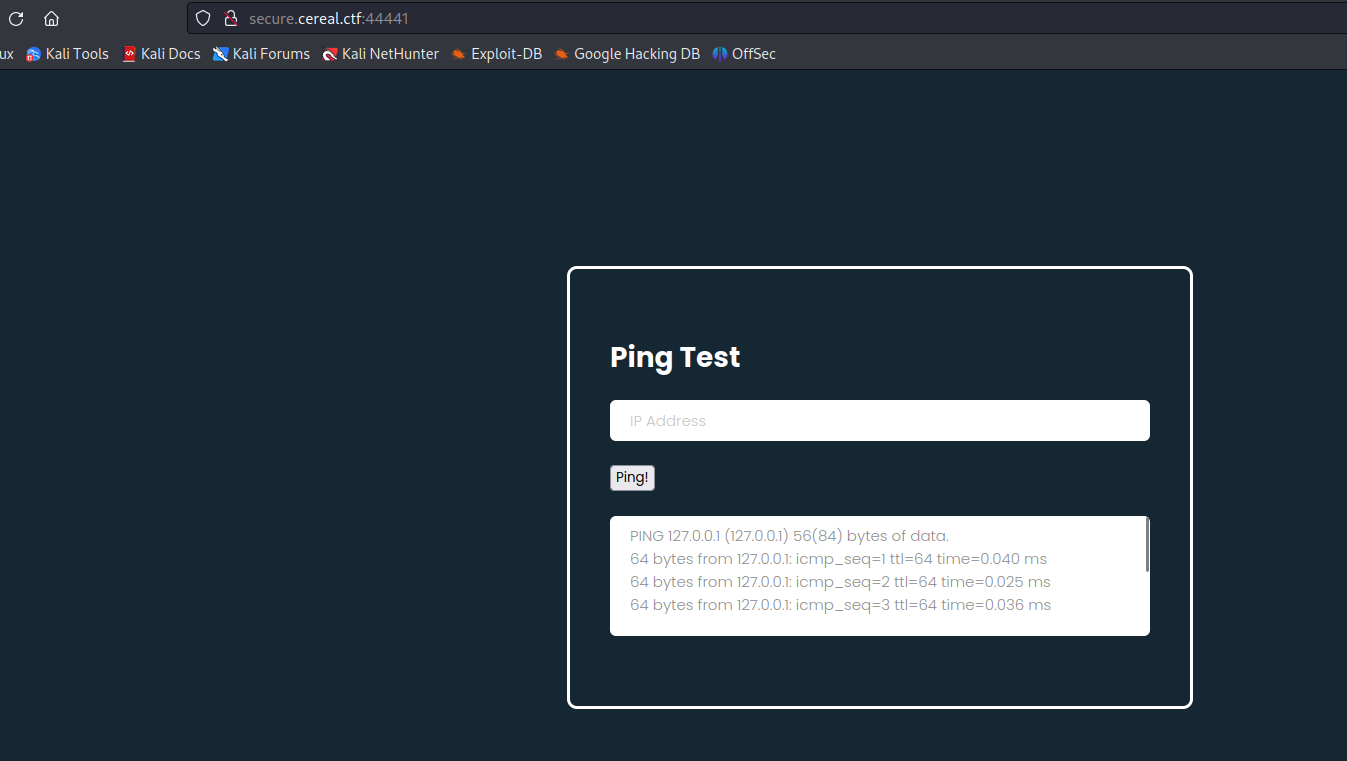 secure.cereal.ctf:44441
ux Kali Tools Kali Docs Kali Forums Kali NetHunter Exploit-DB Google Hacking DB OffSec
Ping Test
IP Address
Ping!
PING 127.0.0.1 (127.0.0.1) 56(84) bytes of data.
64 bytes from 127.0.0.1: icmp_seq=1 ttl=64 time=0.040 ms
64 bytes from 127.0.0.1: icmp_seq=2 ttl=64 time=0.025 ms
64 bytes from 127.0.0.1: icmp_seq=3 ttl=64 time=0.036 ms